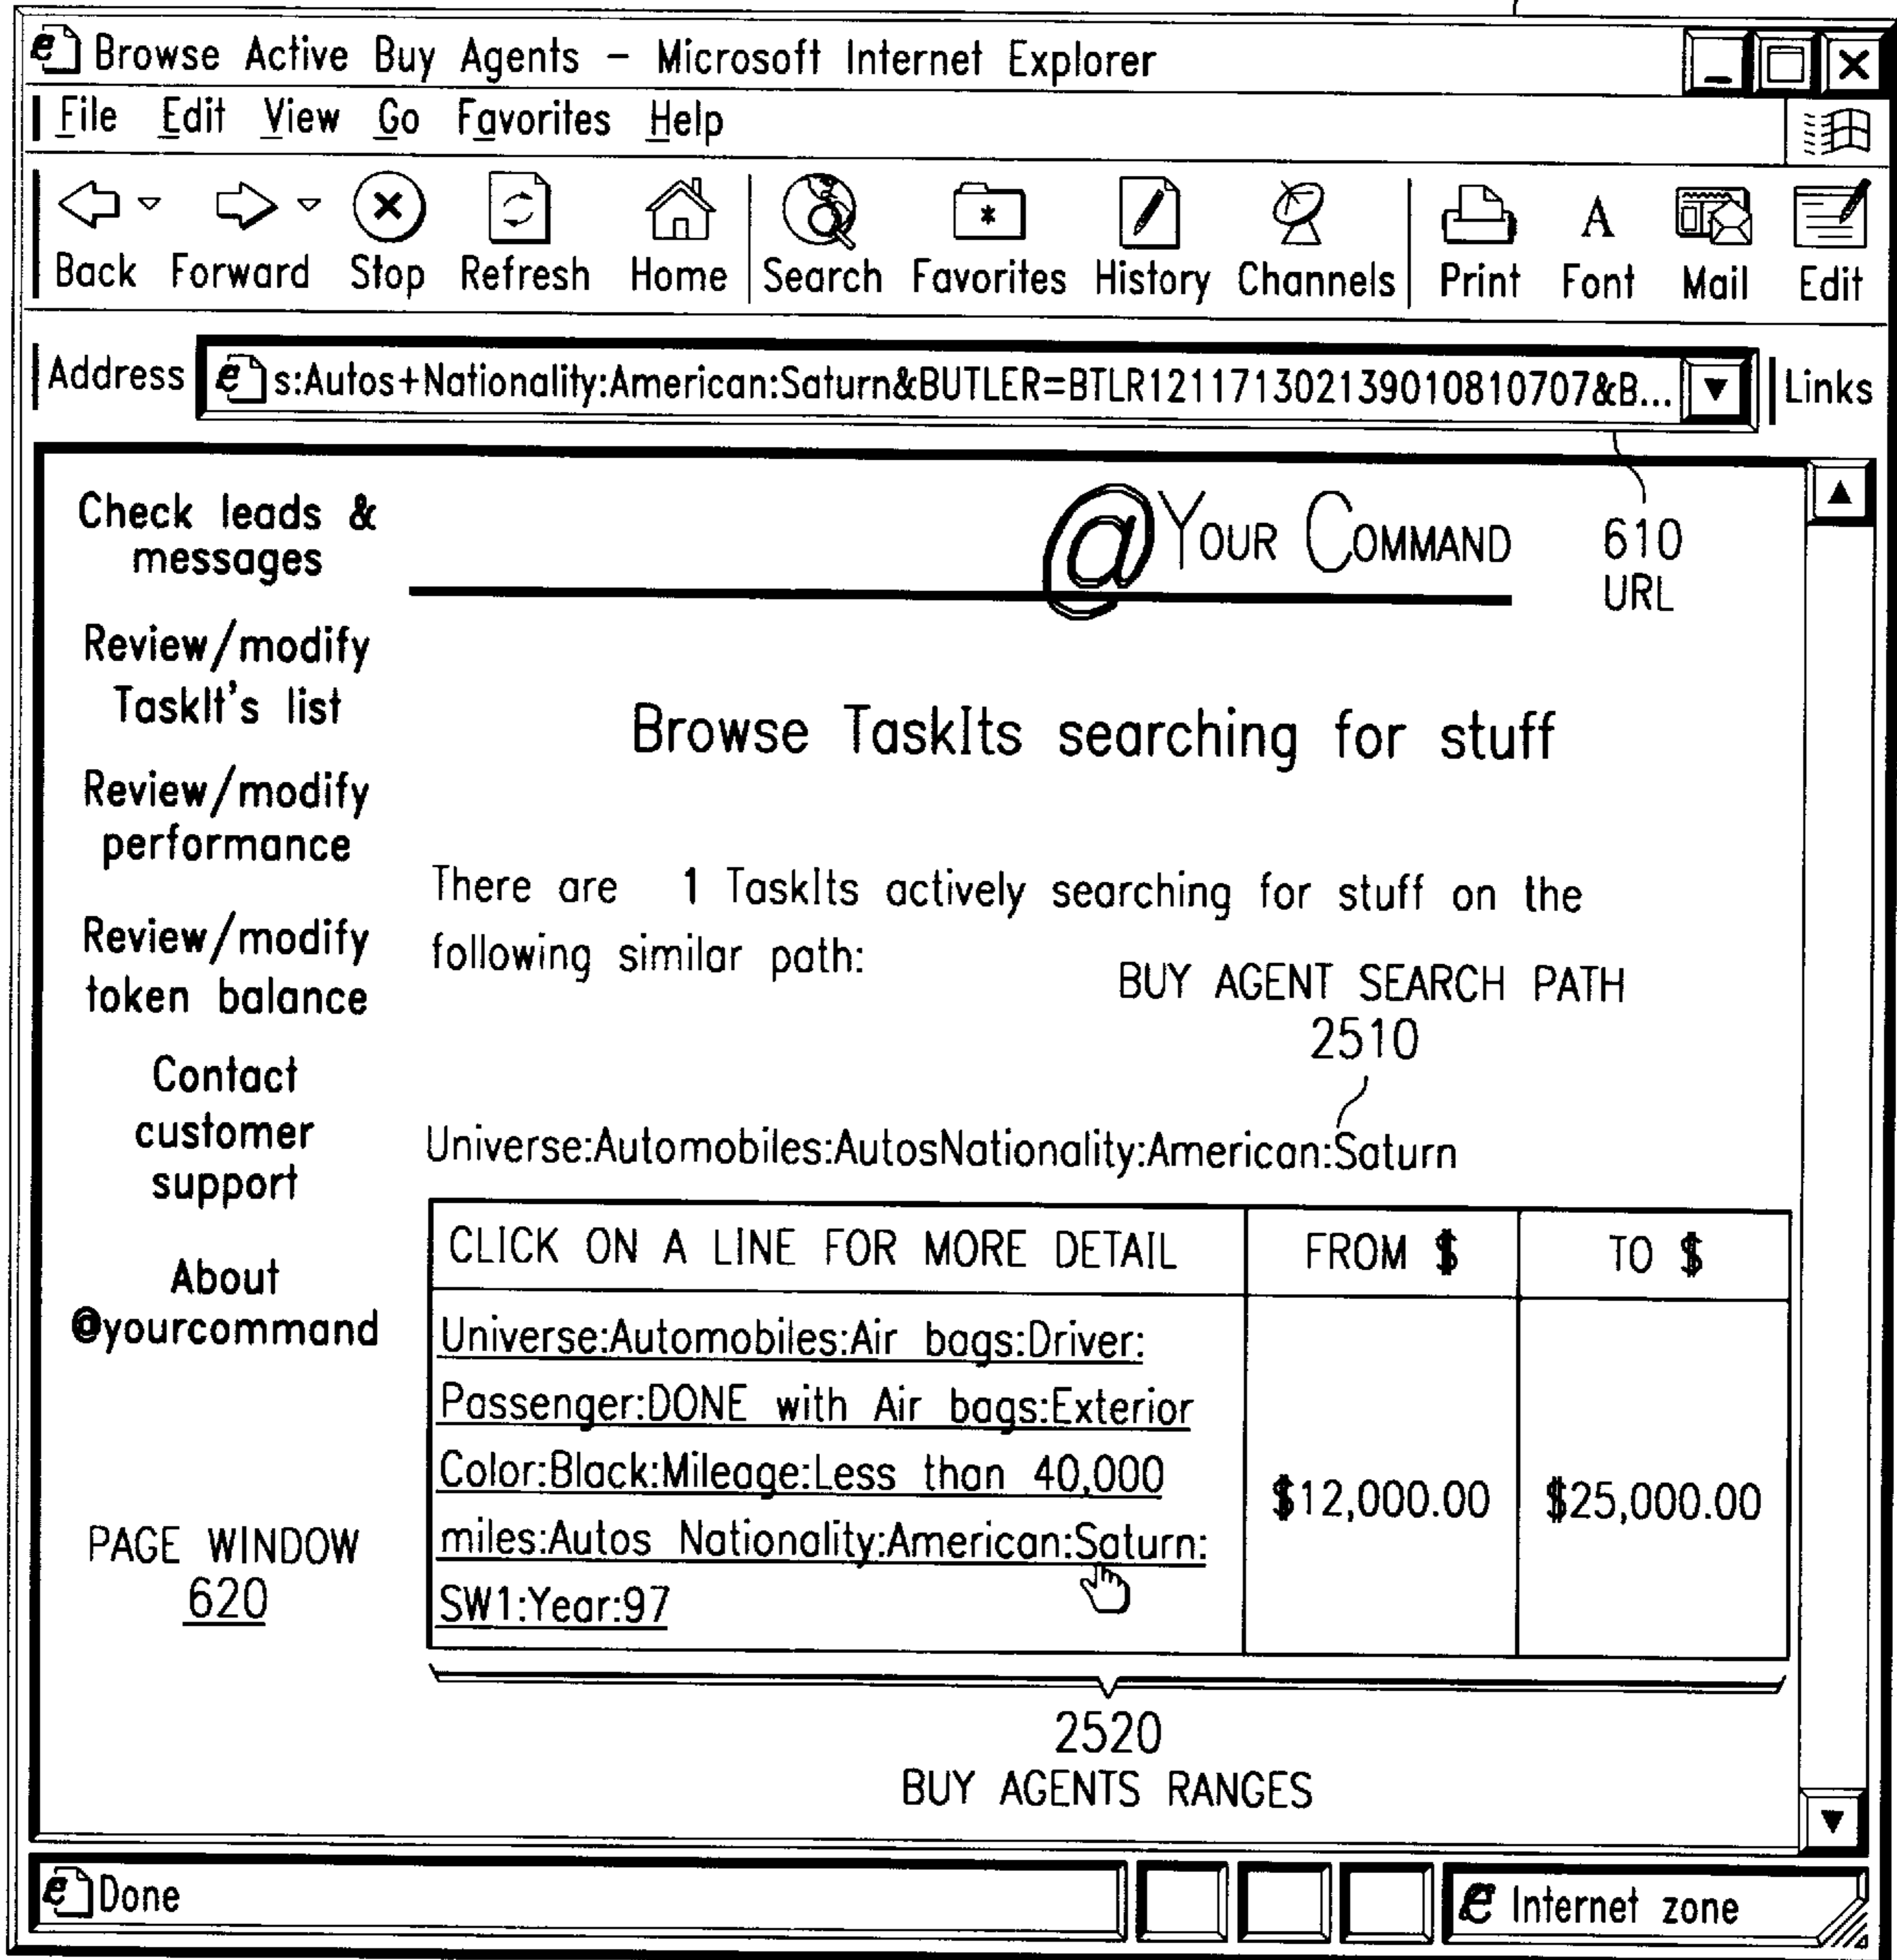 Browse Active Buy Agents – Microsoft Internet Explorer
File Edit View Go Favorites Help
Back Forward Stop Refresh Home Search Favorites History Channels Print Font Mail Edit
Address s:Autos+Nationality:American:Saturn&BUTLER=BTLR12117130213901081​0707&B... Links
@YOUR COMMAND
610
URL
Check leads &
messages
Review/modify
TaskIt's list
Review/modify
performance
Review/modify
token balance
Contact
customer
support
About
@yourcommand
PAGE WINDOW
620
Browse TaskIts searching for stuff
There are 1 TaskIts actively searching for stuff on the
following similar path:
BUY AGENT SEARCH PATH
2510
Universe:Automobiles:AutosNationality:American:Saturn
CLICK ON A LINE FOR MORE DETAIL FROM $ TO $
Universe:Automobiles:Air bags:Driver:
Passenger:DONE with Air bags:Exterior
Color:Black:Mileage:Less than 40,000
miles:Autos Nationality:American:Saturn:
SW1:Year:97
$12,000.00 $25,000.00
2520
BUY AGENTS RANGES
Done
Internet zone